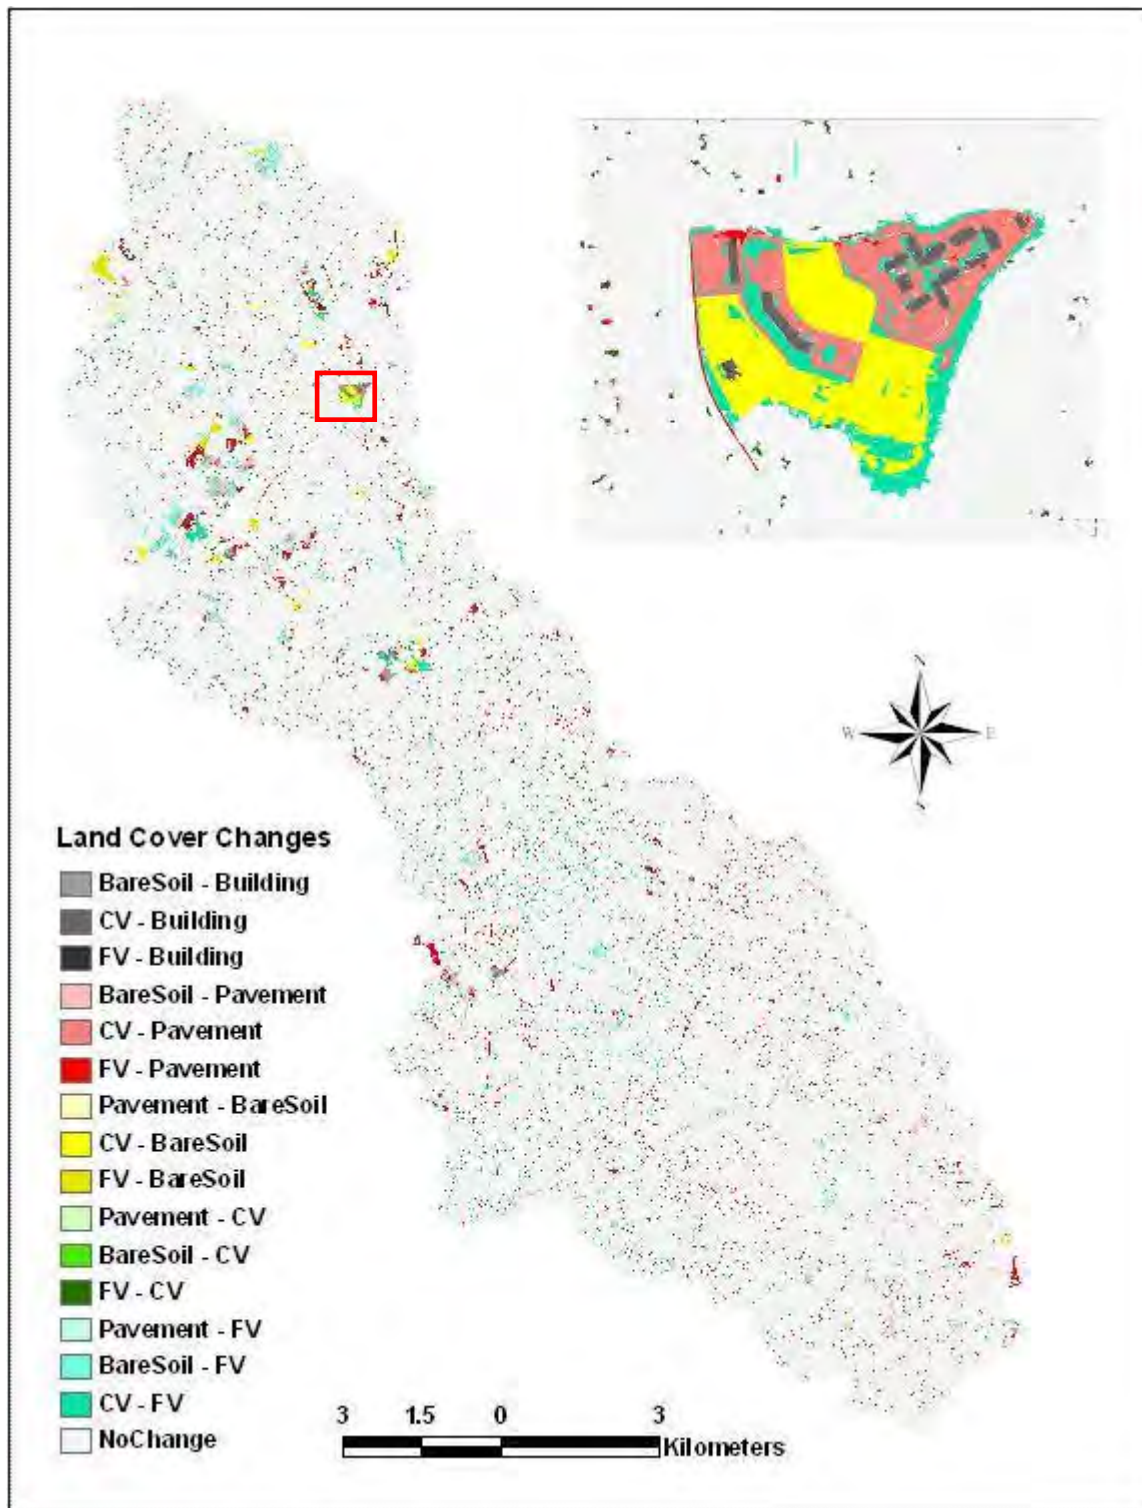 N
W E
S
Land Cover Changes
BareSoil - Building
CV - Building
FV - Building
BareSoil - Pavement
CV - Pavement
FV - Pavement
Pavement - BareSoil
CV - BareSoil
FV - BareSoil
Pavement - CV
BareSoil - CV
FV - CV
Pavement - FV
BareSoil - FV
CV - FV
NoChange
3 1.5 0 3
Kilometers